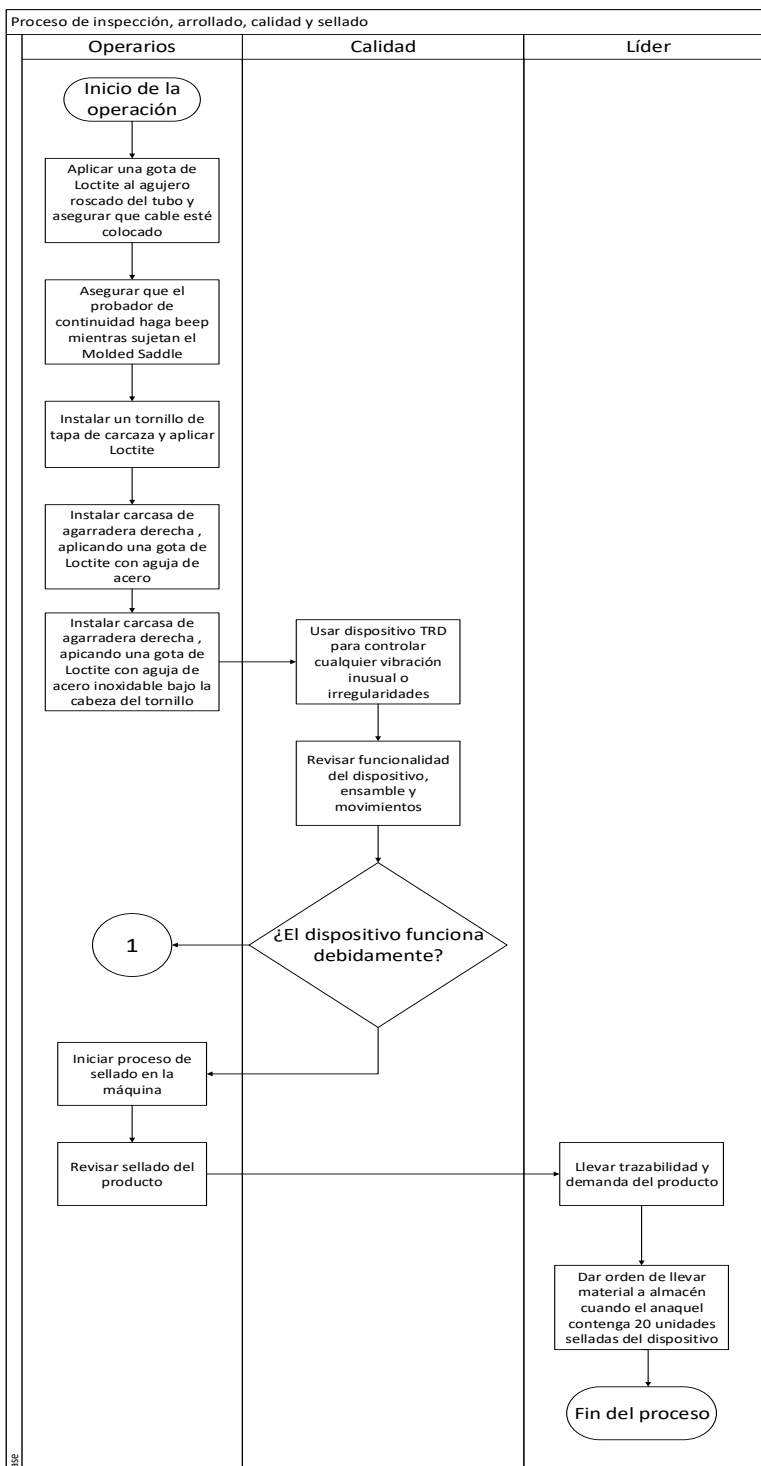 Proceso de inspección, arrollado, calidad y sellado
Operarios
Calidad
Líder
Inicio de la
operación
Aplicar una gota de
Loctite al agujero
roscado del tubo y
asegurar que cable esté
colocado
Asegurar que el
probador de
continuidad haga beep
mientras sujetan el
Molded Saddle
Instalar un tornillo de
tapa de carcaza y aplicar
Loctite
Instalar carcasa de
agarradera derecha ,
aplicando una gota de
Loctite con aguja de
acero
Instalar carcasa de
agarradera derecha ,
apicando una gota de
Loctite con aguja de
acero inoxidable bajo la
cabeza del tornillo
Usar dispositivo TRD
para controlar
cualquier vibración
inusual o
irregularidades
Revisar funcionalidad
del dispositivo,
ensamble y
movimientos
¿El dispositivo funciona
debidamente?
1
Iniciar proceso de
sellado en la
máquina
Revisar sellado del
producto
Llevar trazabilidad y
demanda del producto
Dar orden de llevar
material a almacén
cuando el anaquel
contenga 20 unidades
selladas del dispositivo
Fin del proceso